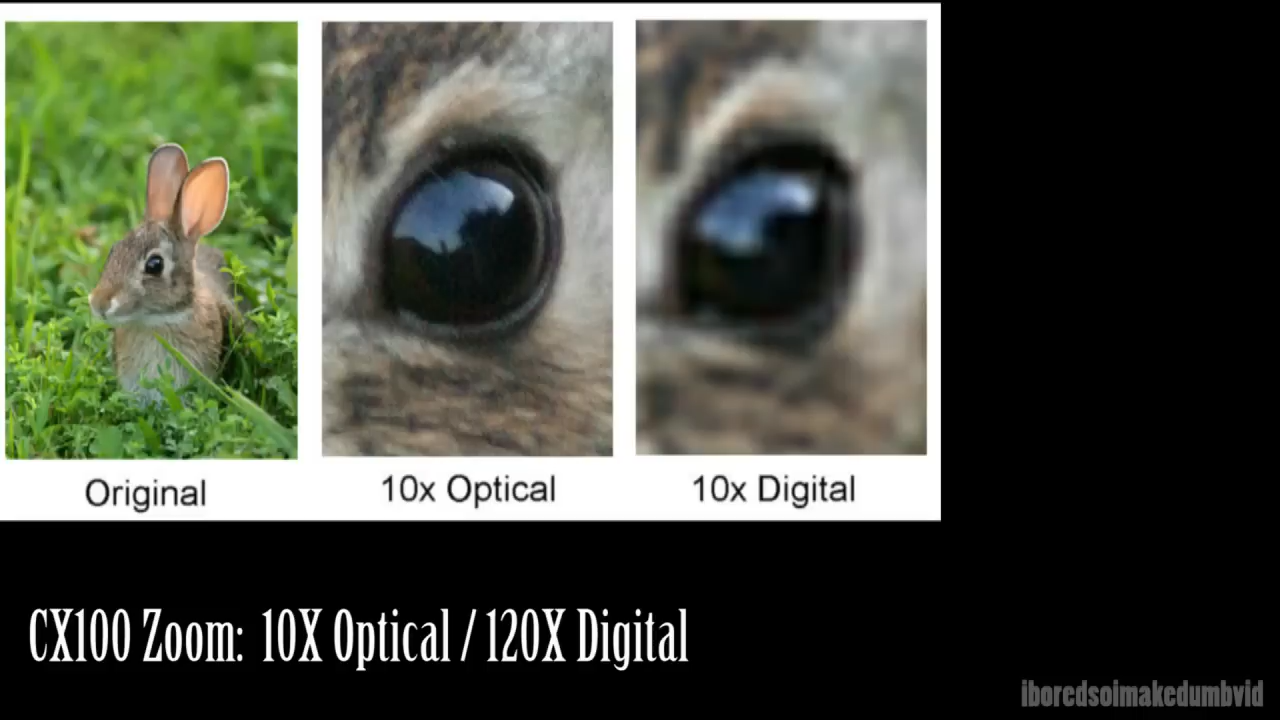 Original
10x Optical
10x Digital
CX100 Zoom: 10X Optical / 120X Digital
iboredsoimakedumbvid